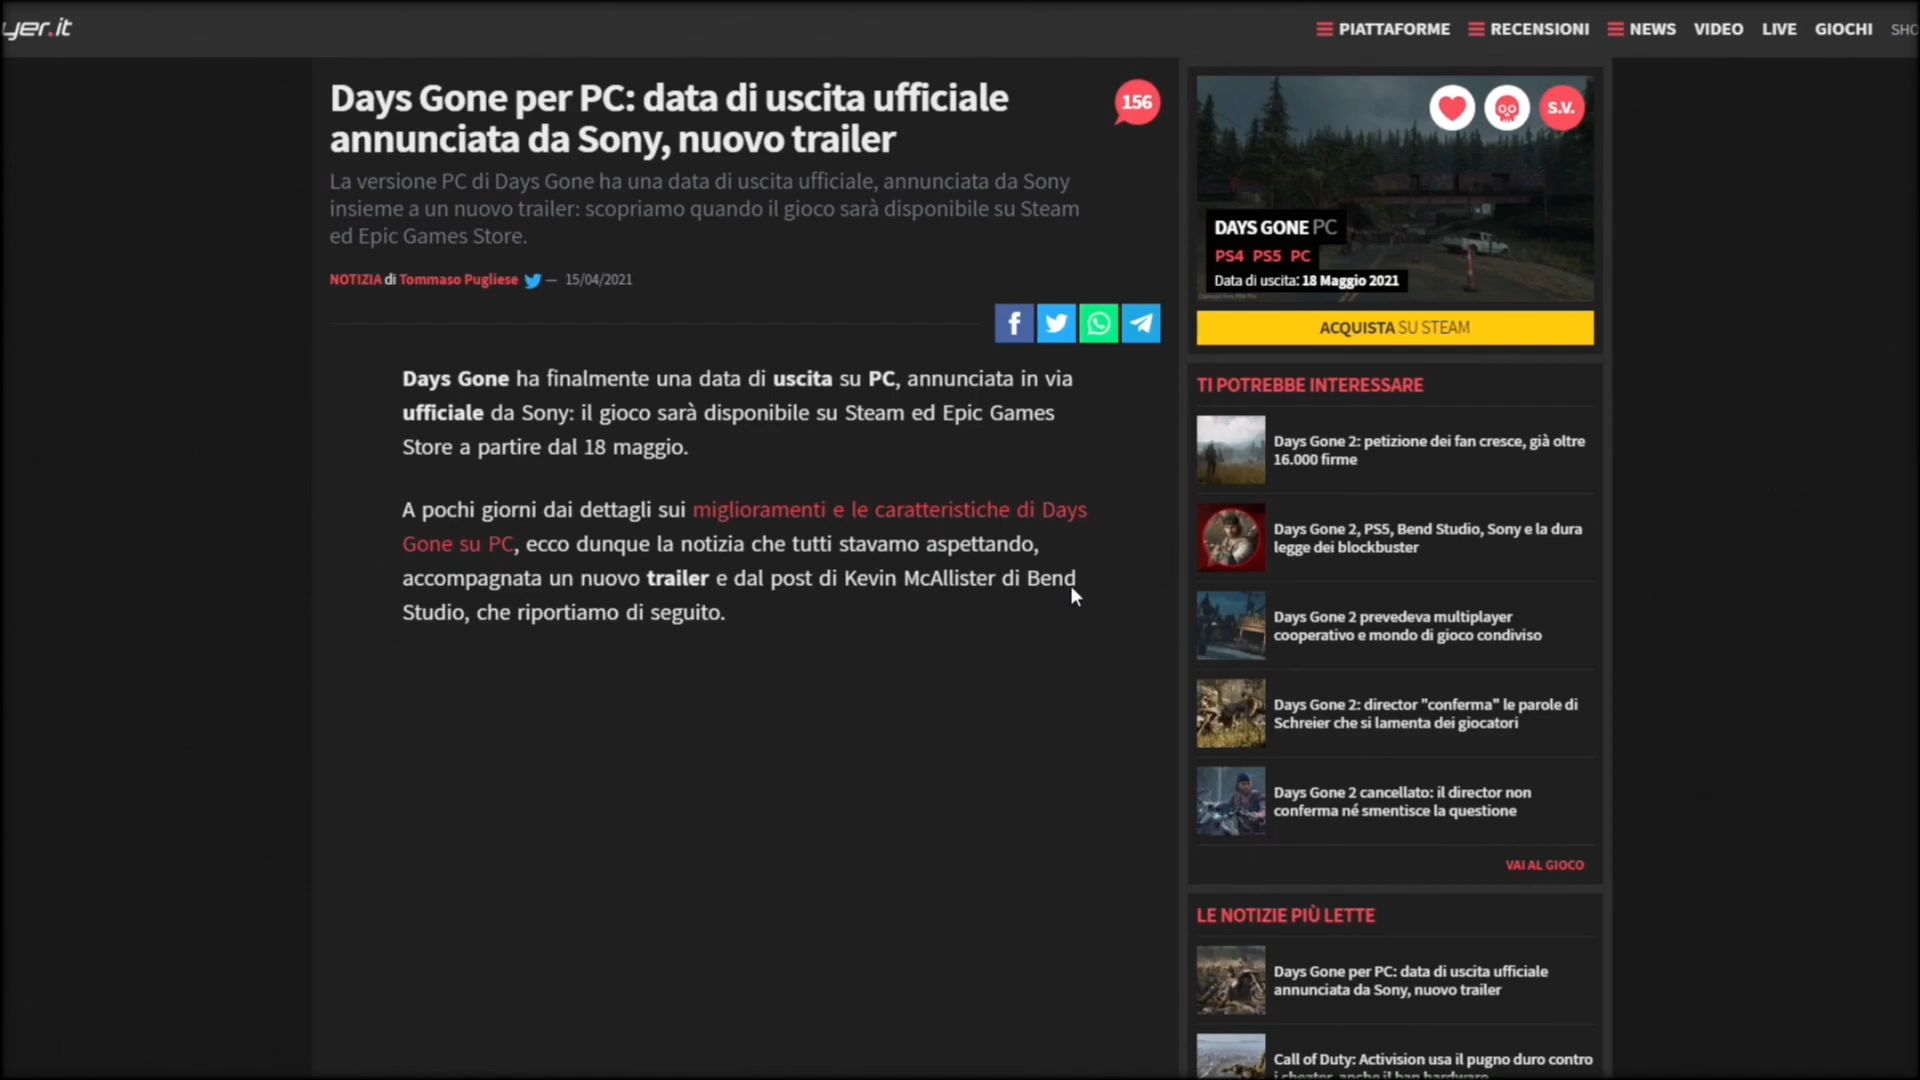 yer.it
PIATTAFORME RECENSIONI NEWS VIDEO LIVE GIOCHI
Days Gone per PC: data di uscita ufficiale
annunciata da Sony, nuovo trailer
156
La versione PC di Days Gone ha una data di uscita ufficiale, annunciata da Sony
insieme a un nuovo trailer: scopriamo quando il gioco sarà disponibile su Steam
ed Epic Games Store.
NOTIZIA di Tommaso Pugliese — 15/04/2021
Days Gone ha finalmente una data di uscita su PC, annunciata in via
ufficiale da Sony: il gioco sarà disponibile su Steam ed Epic Games
Store a partire dal 18 maggio.
A pochi giorni dai dettagli sui miglioramenti e le caratteristiche di Days
Gone su PC, ecco dunque la notizia che tutti stavamo aspettando,
accompagnata un nuovo trailer e dal post di Kevin McAllister di Bend
Studio, che riportiamo di seguito.
S.V.
DAYS GONE PC
PS4 PS5 PC
Data di uscita: 18 Maggio 2021
ACQUISTA SU STEAM
TI POTREBBE INTERESSARE
Days Gone 2: petizione dei fan cresce, già oltre
16.000 firme
Days Gone 2, PS5, Bend Studio, Sony e la dura
legge dei blockbuster
Days Gone 2 prevedeva multiplayer
cooperativo e mondo di gioco condiviso
Days Gone 2: director "conferma" le parole di
Schreier che si lamenta dei giocatori
Days Gone 2 cancellato: il director non
conferma né smentisce la questione
VAI AL GIOCO
LE NOTIZIE PIÙ LETTE
Days Gone per PC: data di uscita ufficiale
annunciata da Sony, nuovo trailer
Call of Duty: Activision usa il pugno duro contro
i cheater, anche il ban hardware